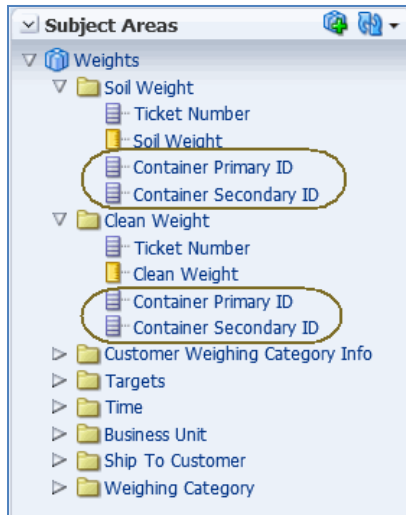 Subject Areas
Weights
Soil Weight
Ticket Number
Soil Weight
Container Primary ID
Container Secondary ID
Clean Weight
Ticket Number
Clean Weight
Container Primary ID
Container Secondary ID
Customer Weighing Category Info
Targets
Time
Business Unit
Ship To Customer
Weighing Category